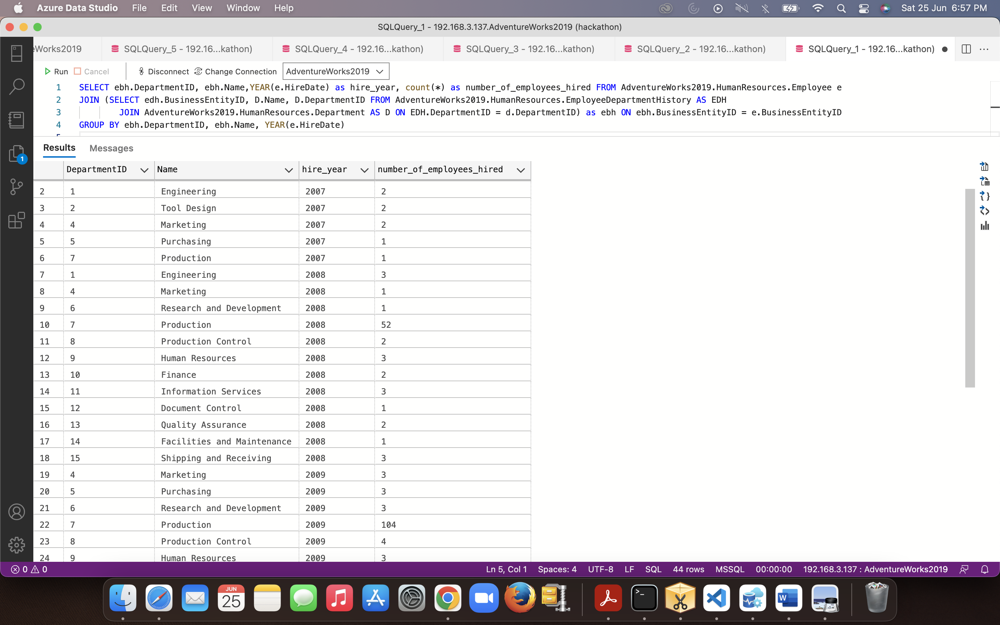 Azure Data Studio File Edit View Window Help Sat 25 Jun 6:57 PM
SQLQuery_1 - 192.168.3.137.AdventureWorks2019 (hackathon)
eWorks2019 SQLQuery_5 - 192.16...kathon) SQLQuery_4 - 192.16...kathon) SQLQuery_3 - 192.16...kathon) SQLQuery_2 - 192.16...kathon) SQLQuery_1 - 192.16...kathon)
Run Cancel Disconnect Change Connection AdventureWorks2019
1 SELECT ebh.DepartmentID, ebh.Name,YEAR(e.HireDate) as hire_year, count(*) as number_of_employees_hired FROM AdventureWorks2019.HumanResources.Employee e
2 JOIN (SELECT edh.BusinessEntityID, D.Name, D.DepartmentID FROM AdventureWorks2019.HumanResources.EmployeeDepartmentHistory AS EDH
3 JOIN AdventureWorks2019.HumanResources.Department AS D ON EDH.DepartmentID = d.DepartmentID) as ebh ON ebh.BusinessEntityID = e.BusinessEntityID
4 GROUP BY ebh.DepartmentID, ebh.Name, YEAR(e.HireDate)
5
Results Messages
1
DepartmentID Name hire_year number_of_employees_hired
2 1 Engineering 2007 2
3 2 Tool Design 2007 2
4 4 Marketing 2007 2
5 5 Purchasing 2007 1
6 7 Production 2007 1
7 1 Engineering 2008 3
8 4 Marketing 2008 1
9 6 Research and Development 2008 1
10 7 Production 2008 52
11 8 Production Control 2008 2
12 9 Human Resources 2008 3
13 10 Finance 2008 2
14 11 Information Services 2008 3
15 12 Document Control 2008 1
16 13 Quality Assurance 2008 2
17 14 Facilities and Maintenance 2008 1
18 15 Shipping and Receiving 2008 3
19 4 Marketing 2009 3
20 5 Purchasing 2009 3
21 6 Research and Development 2009 3
22 7 Production 2009 104
23 8 Production Control 2009 4
24 9 Human Resources 2009 3
0 0 Ln 5, Col 1 Spaces: 4 UTF-8 LF SQL 44 rows MSSQL 00:00:00 192.168.3.137 : AdventureWorks2019
JUN
25
W